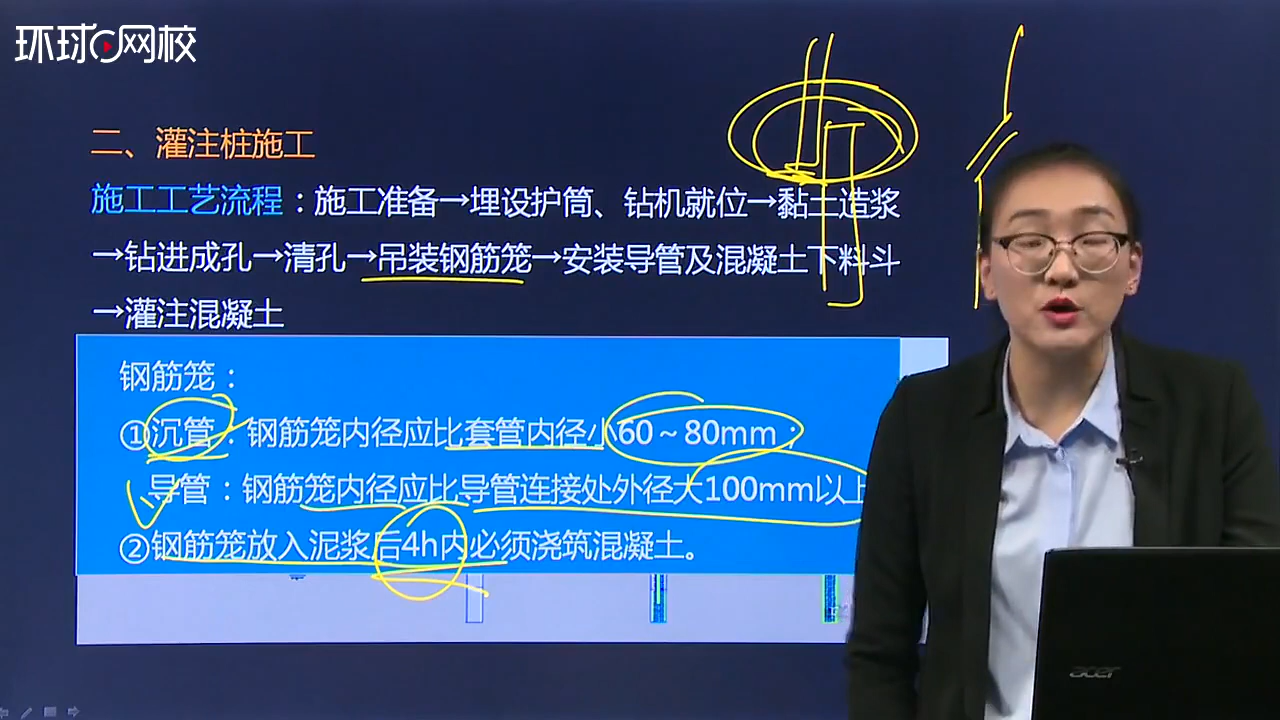 环球网校
二、灌注桩施工
施工工艺流程：施工准备→埋设护筒、钻机就位→黏土造浆
→钻进成孔→清孔→吊装钢筋笼→安装导管及混凝土下料斗
→灌注混凝土
钢筋笼：
①沉管：钢筋笼内径应比套管内径小60～80mm；
导管：钢筋笼内径应比导管连接处外径大100mm以上
②钢筋笼放入泥浆后4h内必须浇筑混凝土。
acer